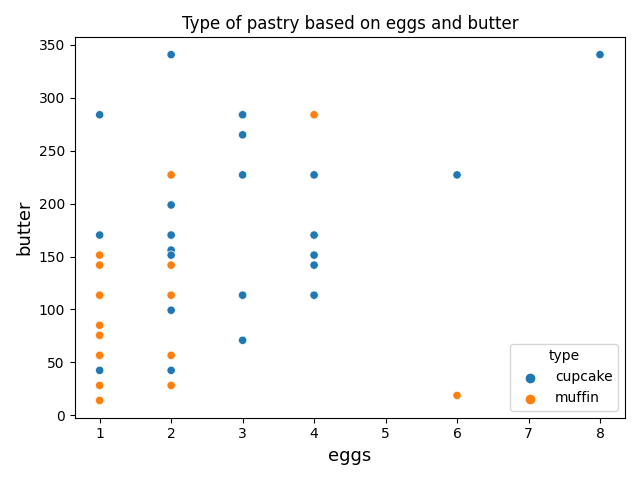 Type of pastry based on eggs and butter
350
300
250
200
150
100
50
0
butter
1 2 3 4 5 6 7 8
eggs
type
cupcake
muffin